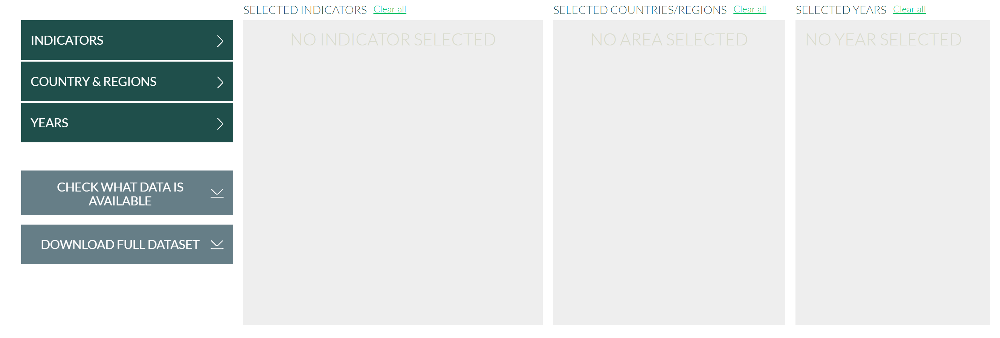 SELECTED INDICATORS Clear all
SELECTED COUNTRIES/REGIONS Clear all
SELECTED YEARS Clear all
INDICATORS
COUNTRY & REGIONS
YEARS
CHECK WHAT DATA IS
AVAILABLE
DOWNLOAD FULL DATASET
NO INDICATOR SELECTED
NO AREA SELECTED
NO YEAR SELECTED